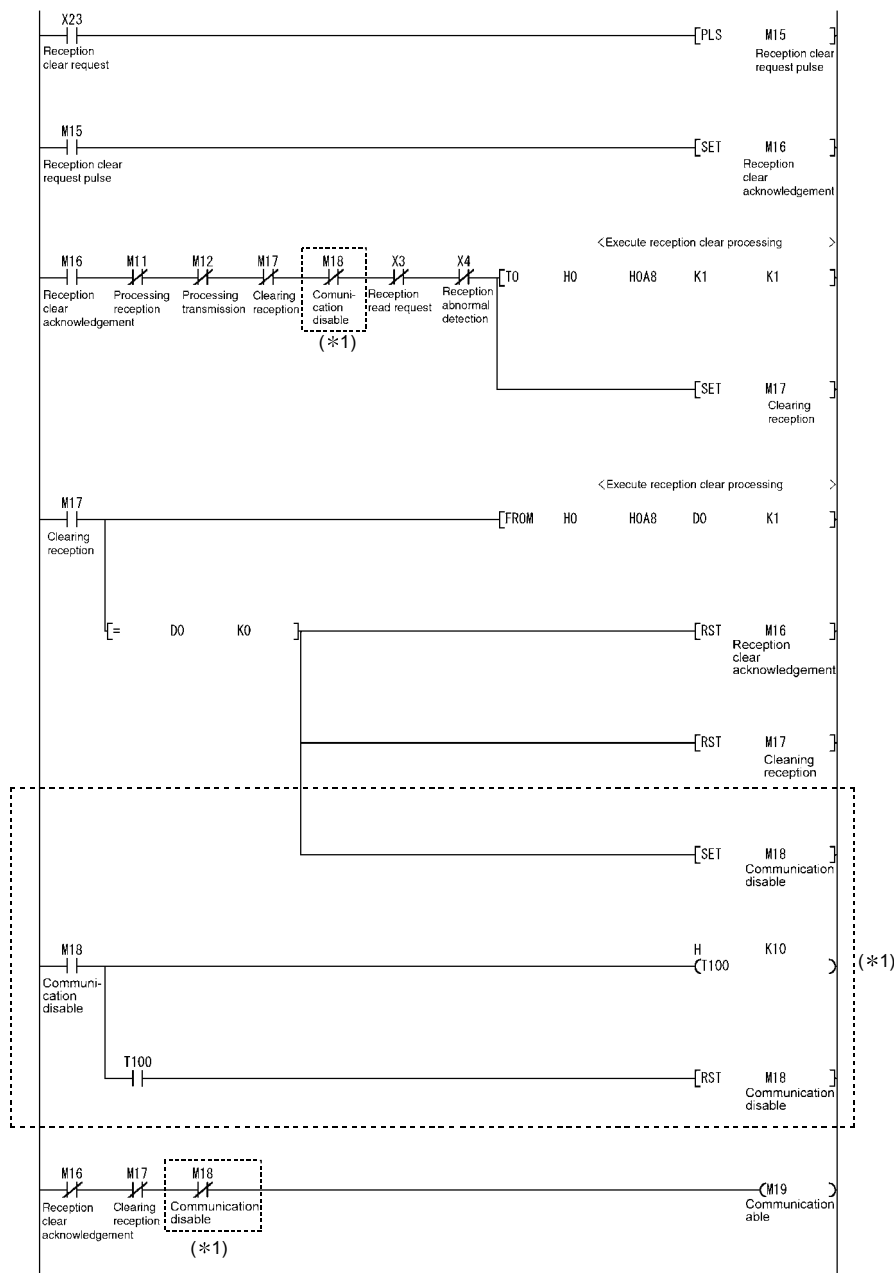 X23
Reception
clear request
[PLS M15 ]
Reception clear
request pulse
M15
Reception clear
request pulse
[SET M16 ]
Reception
clear
acknowledgement
<Execute reception clear processing >
M16 M11 M12 M17 M18 X3 X4
[TO H0 H0A8 K1 K1 ]
Reception
clear
acknowledgement
Processing
reception
Processing
transmission
Clearing
reception
Comuni-
cation
disable
Reception
read request
Reception
abnormal
detection
(*1)
[SET M17 ]
Clearing
reception
<Execute reception clear processing >
M17
Clearing
reception
[FROM H0 H0A8 D0 K1 ]
[= D0 K0 ]
[RST M16 ]
Reception
clear
acknowledgement
[RST M17 ]
Cleaning
reception
[SET M18 ]
Communication
disable
M18
Communi-
cation
disable
H K10
(T100 )
(*1)
T100
[RST M18 ]
Communication
disable
M16 M17 M18
Reception
clear
acknowledgement
Clearing
reception
Communication
disable
(*1)
(M19 )
Communication
able